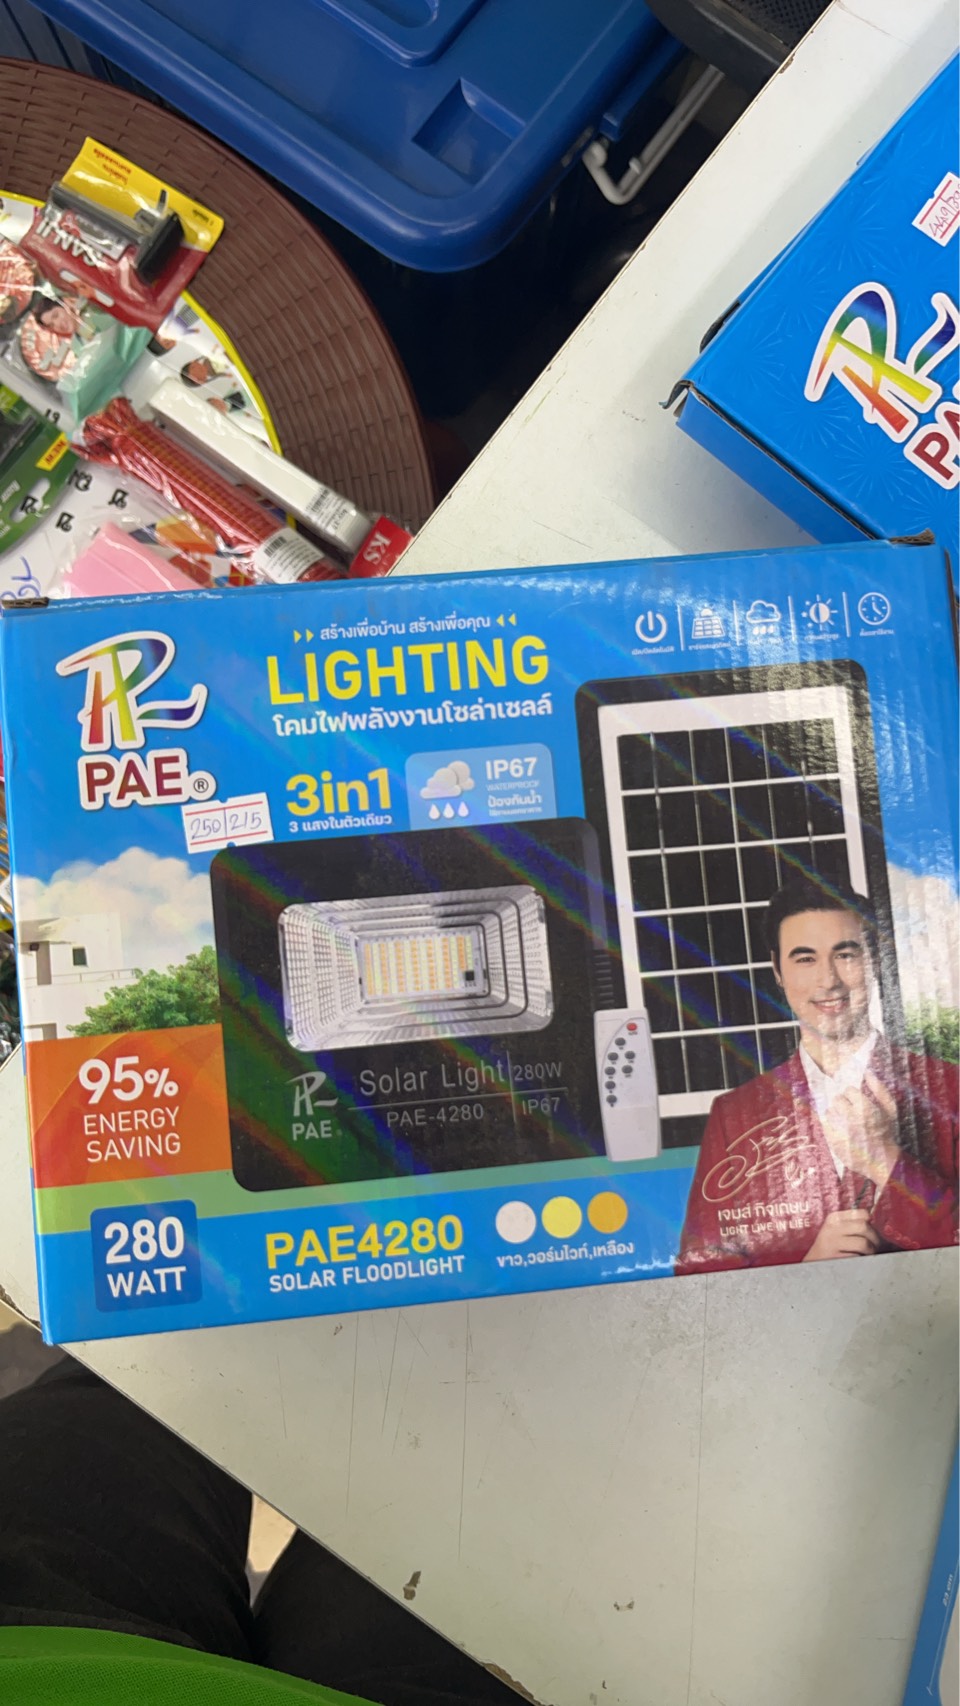 SANLI
KS
NEW
449
PA
PAE®
สร้างเพื่อบ้าน สร้างเพื่อคุณ
LIGHTING
โคมไฟพลังงานโซล่าเซลล์
3in1
3 แสงในตัวเดียว
IP67
WATERPROOF
ป้องกันน้ำ
250/215
Solar Light 280W
PAE-4280 IP67
PAE
95%
ENERGY
SAVING
280
WATT
PAE4280
SOLAR FLOODLIGHT
ขาว,วอร์มไวท์,เหลือง
เจมส์ กิจเกษม
LIGHT LIVE IN LIFE